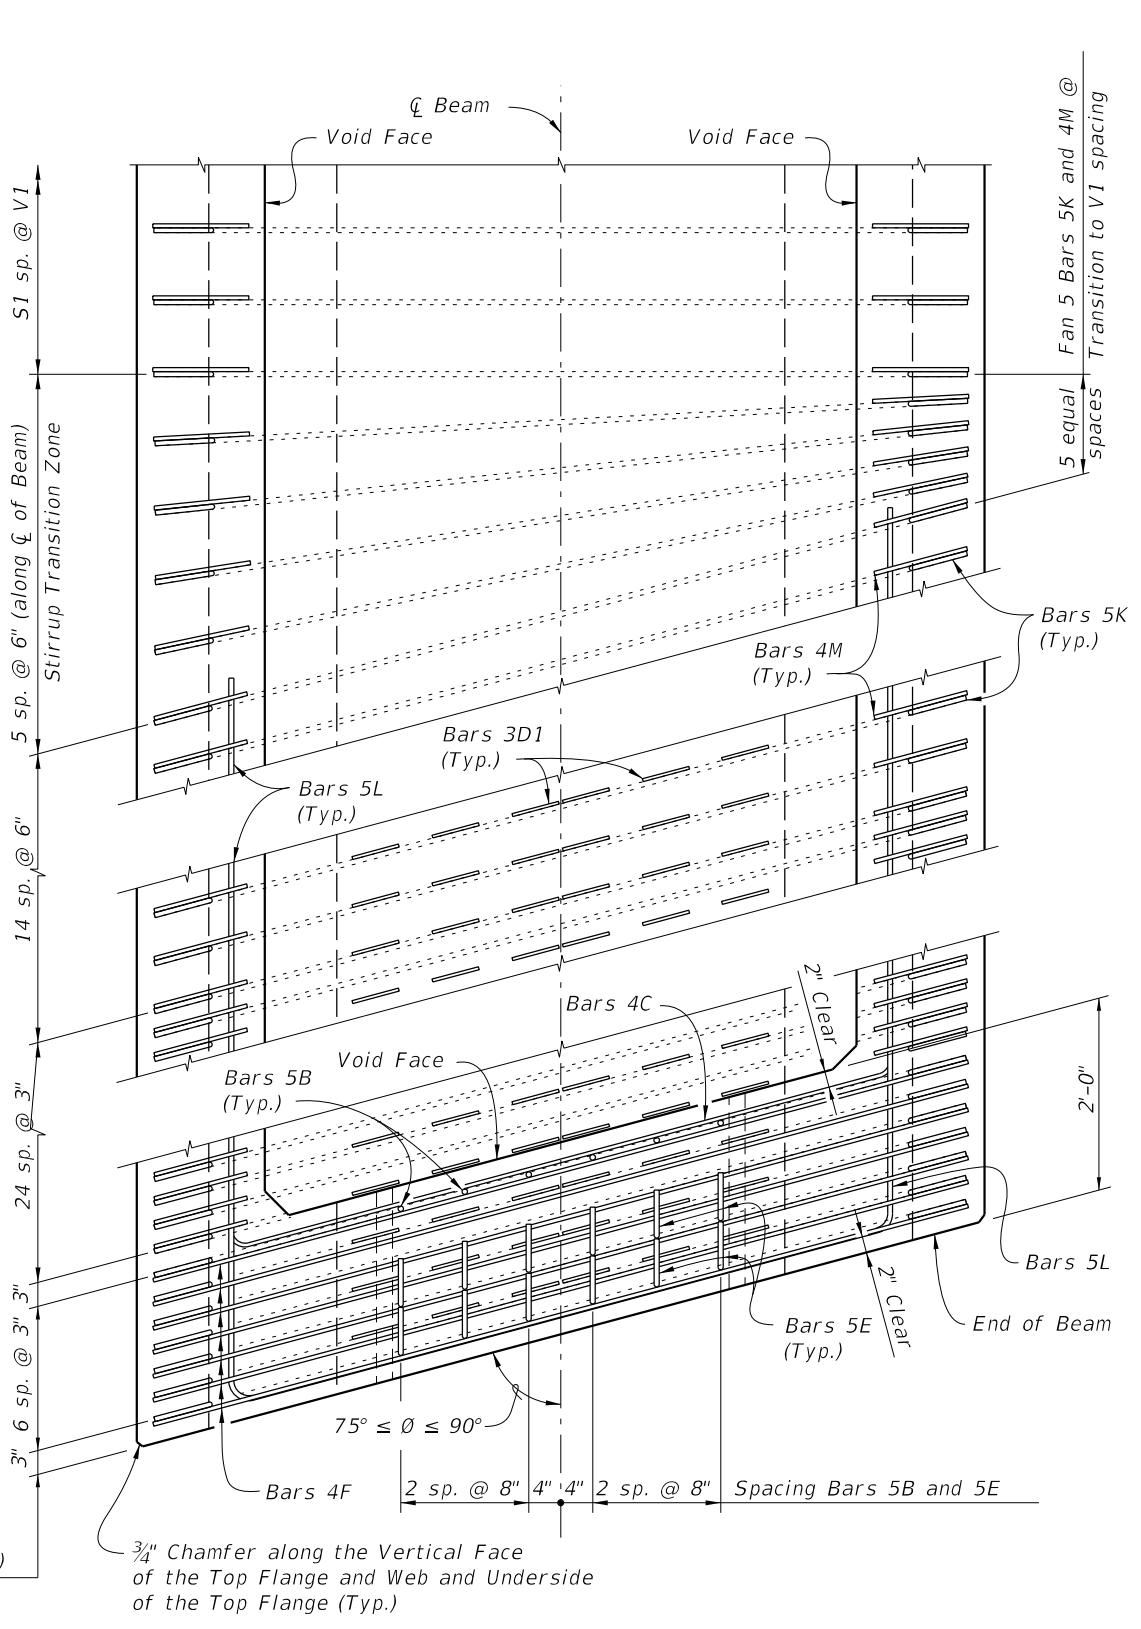 ℄ Beam
Void Face
Void Face
Fan 5 Bars 5K and 4M @
Transition to V1 spacing
S1 sp. @ V1
5 equal
spaces
5 sp. @ 6" (along ℄ of Beam)
Stirrup Transition Zone
Bars 5K
(Typ.)
Bars 4M
(Typ.)
Bars 3D1
(Typ.)
Bars 5L
(Typ.)
14 sp. @ 6"
2" Clear
Bars 4C
Void Face
Bars 5B
(Typ.)
24 sp. @ 3"
2'-0"
Bars 5L
3"
2" Clear
End of Beam
Bars 5E
(Typ.)
6 sp. @ 3"
75° ≤ Ø ≤ 90°
3"
Bars 4F
2 sp. @ 8" 4" 4" 2 sp. @ 8" Spacing Bars 5B and 5E
¾" Chamfer along the Vertical Face
of the Top Flange and Web and Underside
of the Top Flange (Typ.)
)